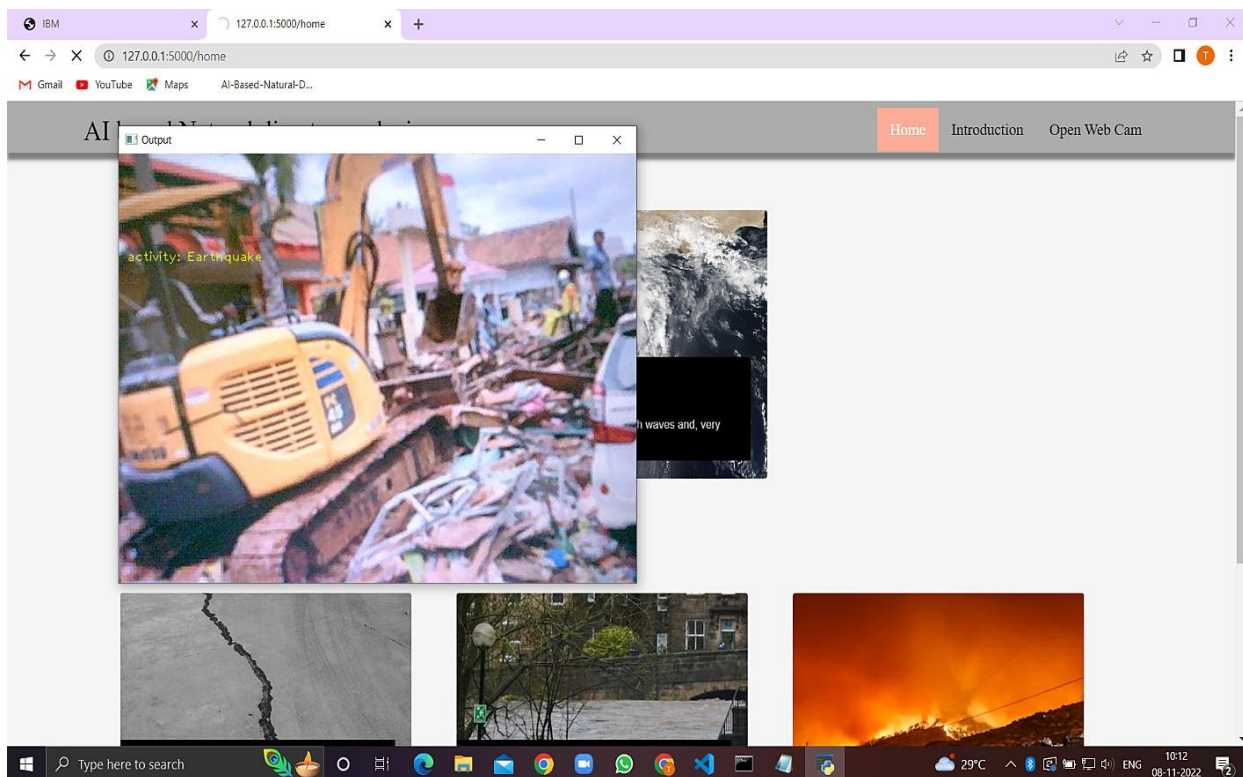 IBM
127.0.0.1:5000/home
127.0.0.1:5000/home
Gmail YouTube Maps AI-Based-Natural-D...
AI
Home Introduction Open Web Cam
Output
activity: Earthquake
waves and, very
Type here to search
29°C ENG 10:12
08-11-2022
2